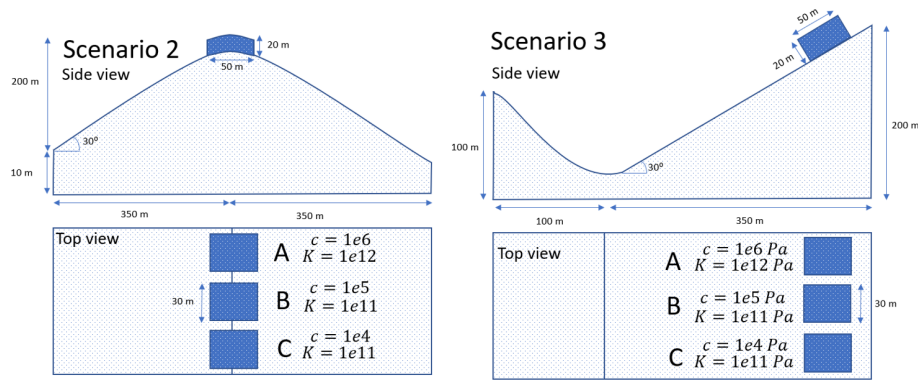 Scenario 2
Side view
20 m
50 m
200 m
30º
10 m
350 m
350 m
Top view
A
c = 1e6
K = 1e12
30 m
B
c = 1e5
K = 1e11
C
c = 1e4
K = 1e11
Scenario 3
Side view
50 m
20 m
100 m
30º
200 m
100 m
350 m
Top view
A
c = 1e6 Pa
K = 1e12 Pa
B
c = 1e5 Pa
K = 1e11 Pa
30 m
C
c = 1e4 Pa
K = 1e11 Pa